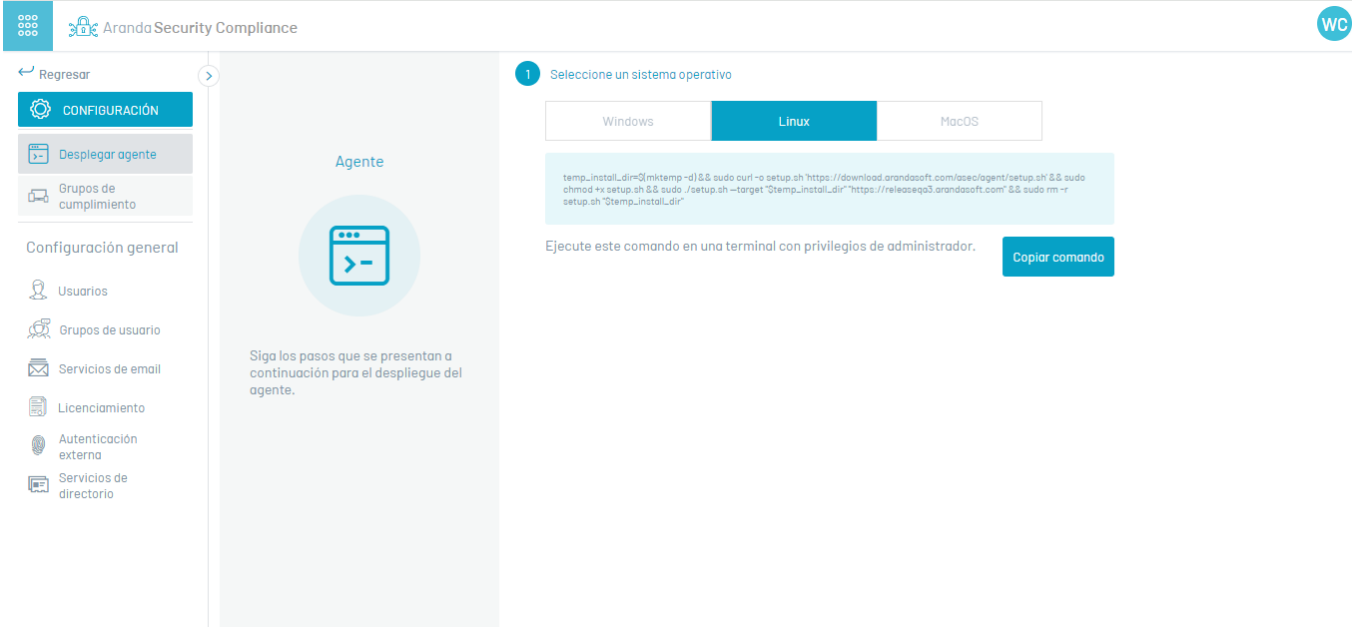 Aranda Security Compliance
WC
Regresar
CONFIGURACIÓN
Desplegar agente
Grupos de
cumplimiento
Configuración general
Usuarios
Grupos de usuario
Servicios de email
Licenciamiento
Autenticación
externa
Servicios de
directorio
Agente
Siga los pasos que se presentan a
continuación para el despliegue del
agente.
1 Seleccione un sistema operativo
Windows
Linux
MacOS
temp_install_dir=$(mktemp -d) && sudo curl -o setup.sh 'https://download.arandasoft.com/asec/agent/setup.sh' && sudo
chmod +x setup.sh && sudo ./setup.sh —target "$temp_install_dir" "https://releaseqa3.arandasoft.com" && sudo rm -r
setup.sh "$temp_install_dir"
Ejecute este comando en una terminal con privilegios de administrador.
Copiar comando